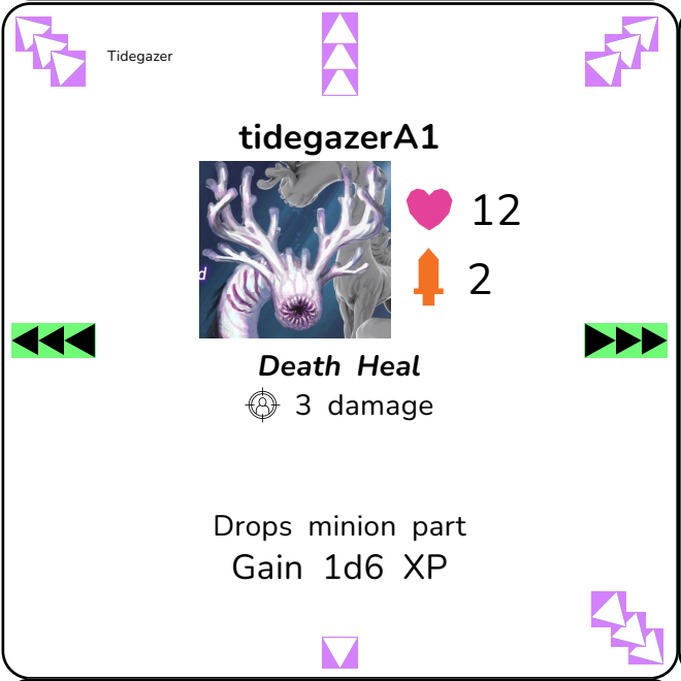 Tidegazer
tidegazerA1
d
12
2
Death Heal
3 damage
Drops minion part
Gain 1d6 XP